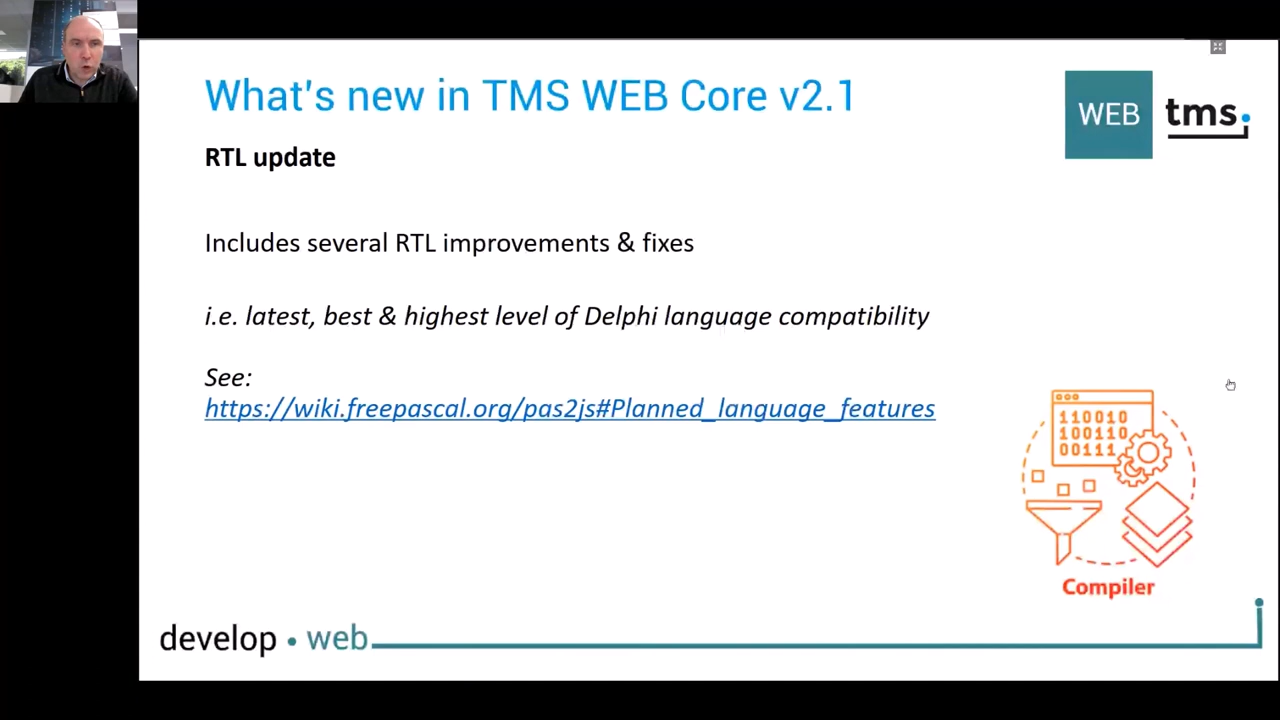 What's new in TMS WEB Core v2.1
WEB
tms.
RTL update
Includes several RTL improvements & fixes
i.e. latest, best & highest level of Delphi language compatibility
See:
https://wiki.freepascal.org/pas2js#Planned_language_features
110010
100110
00111
Compiler
develop • web